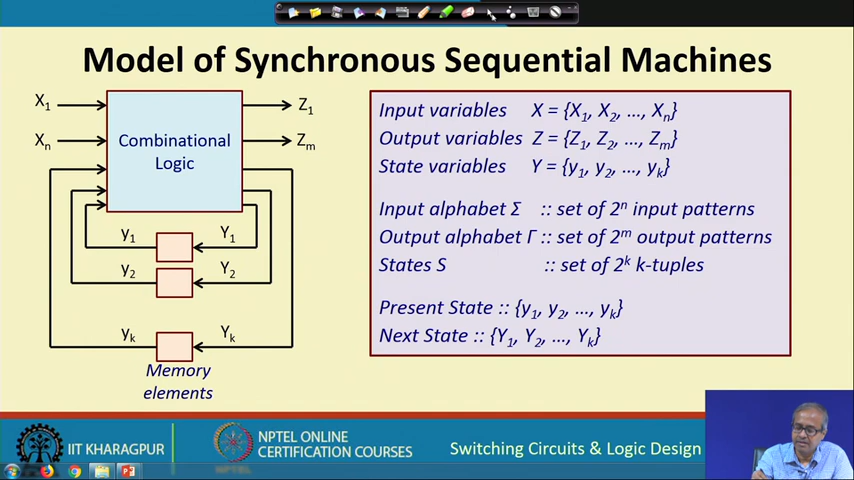 Model of Synchronous Sequential Machines
X₁
Xₙ
Combinational
Logic
Z₁
Zₘ
y₁
Y₁
y₂
Y₂
yₖ
Yₖ
Memory
elements
Input variables X = {X₁, X₂, ..., Xₙ}
Output variables Z = {Z₁, Z₂, ..., Zₘ}
State variables Y = {y₁, y₂, ..., yₖ}
Input alphabet Σ :: set of 2ⁿ input patterns
Output alphabet Γ :: set of 2ᵐ output patterns
States S :: set of 2ᵏ k-tuples
Present State :: {y₁, y₂, ..., yₖ}
Next State :: {Y₁, Y₂, ..., Yₖ}
IIT KHARAGPUR
NPTEL ONLINE
CERTIFICATION COURSES
NPTEL
Switching Circuits & Logic Design